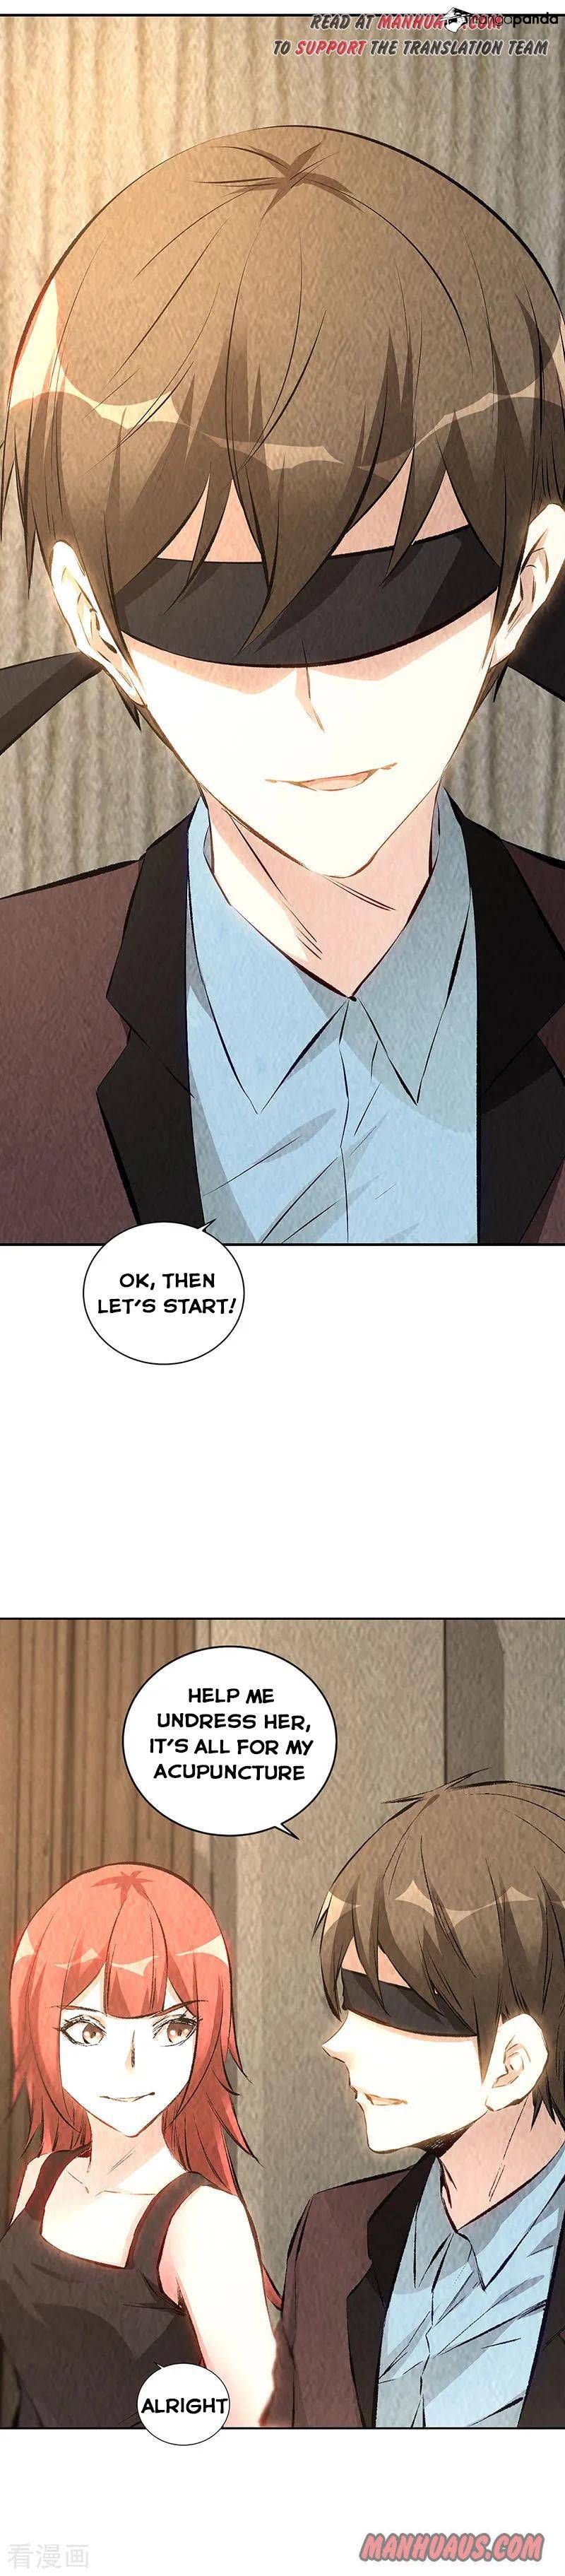 READ AT MANHUAUS.COM
mangapanda
TO SUPPORT THE TRANSLATION TEAM
OK, THEN
LET'S START!
HELP ME
UNDRESS HER,
IT'S ALL FOR MY
ACUPUNCTURE
ALRIGHT
看漫画
MANHUAUS.COM